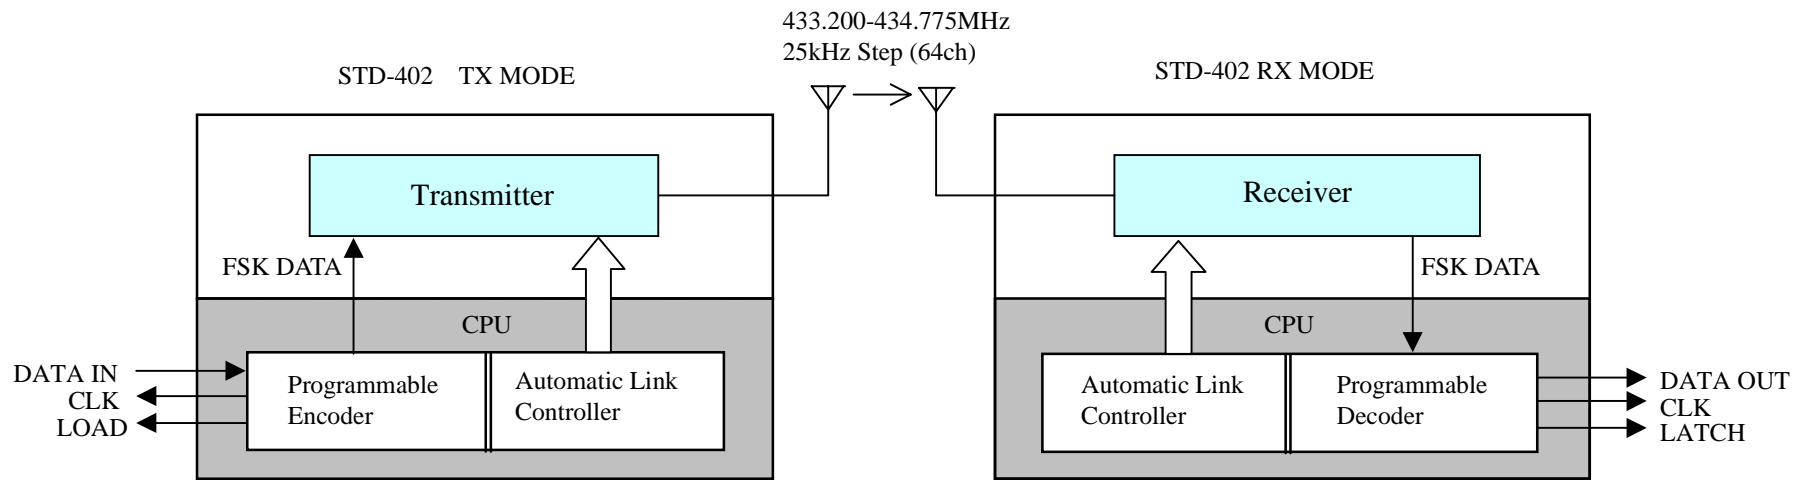 433.200-434.775MHz
25kHz Step (64ch)
STD-402 TX MODE
STD-402 RX MODE
Transmitter
FSK DATA
CPU
DATA IN
CLK
LOAD
Programmable
Encoder
Automatic Link
Controller
Receiver
FSK DATA
CPU
Automatic Link
Controller
Programmable
Decoder
DATA OUT
CLK
LATCH